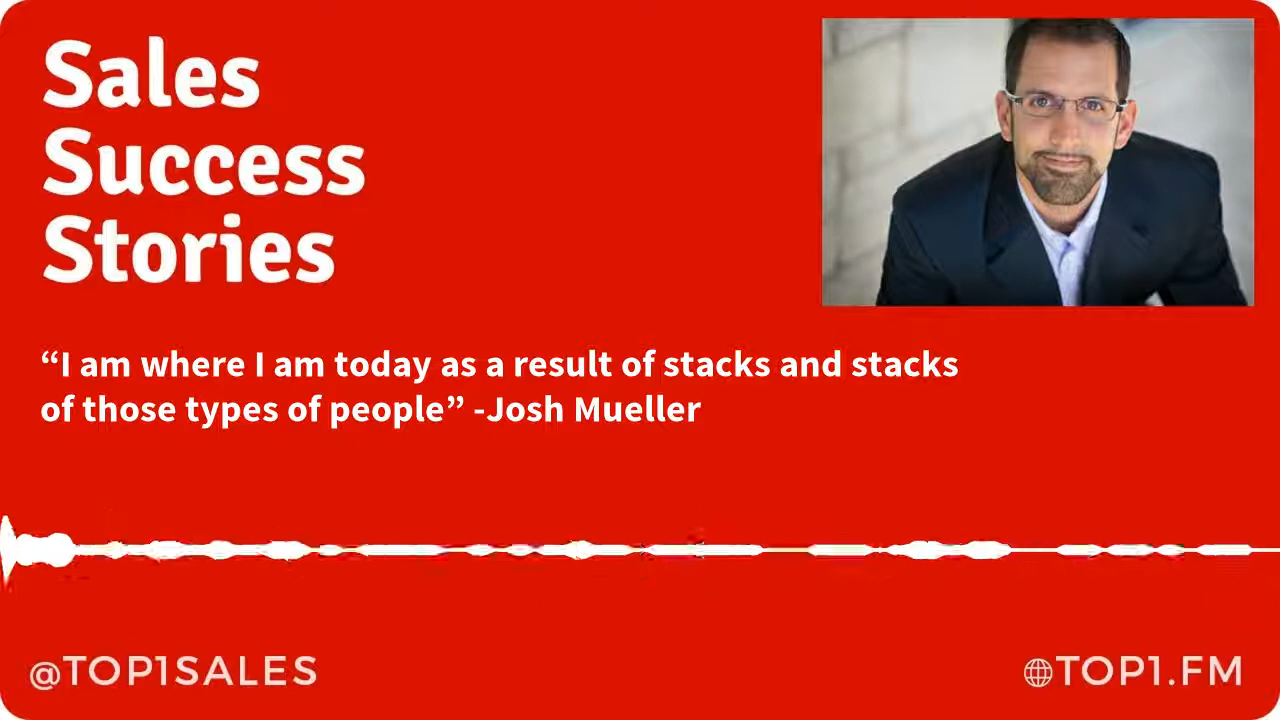 Sales
Success
Stories
“I am where I am today as a result of stacks and stacks
of those types of people” -Josh Mueller
@TOP1SALES
TOP1.FM